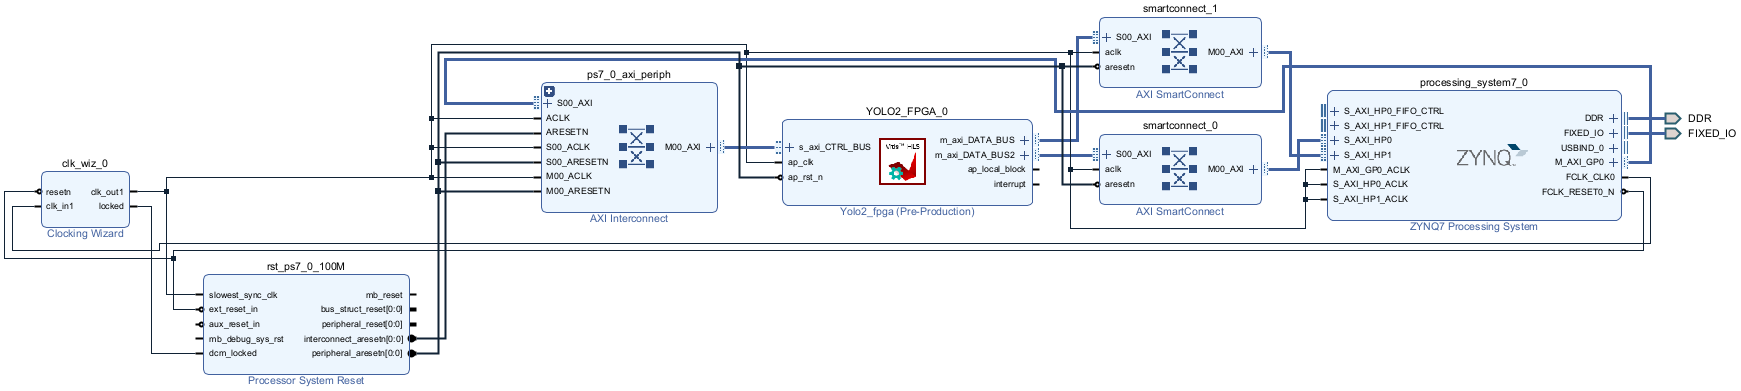 clk_wiz_0
resetn
clk_in1
clk_out1
locked
Clocking Wizard
rst_ps7_0_100M
slowest_sync_clk
ext_reset_in
aux_reset_in
mb_debug_sys_rst
dcm_locked
mb_reset
bus_struct_reset[0:0]
peripheral_reset[0:0]
interconnect_aresetn[0:0]
peripheral_aresetn[0:0]
Processor System Reset
ps7_0_axi_periph
S00_AXI
ACLK
ARESETN
S00_ACLK
S00_ARESETN
M00_ACLK
M00_ARESETN
M00_AXI
AXI Interconnect
YOLO2_FPGA_0
s_axi_CTRL_BUS
ap_clk
ap_rst_n
Vitis™ HLS
m_axi_DATA_BUS
m_axi_DATA_BUS2
ap_local_block
interrupt
Yolo2_fpga (Pre-Production)
smartconnect_1
S00_AXI
aclk
aresetn
M00_AXI
AXI SmartConnect
smartconnect_0
S00_AXI
aclk
aresetn
M00_AXI
AXI SmartConnect
processing_system7_0
S_AXI_HP0_FIFO_CTRL
S_AXI_HP1_FIFO_CTRL
S_AXI_HP0
S_AXI_HP1
M_AXI_GP0_ACLK
S_AXI_HP0_ACLK
S_AXI_HP1_ACLK
ZYNQ
DDR
FIXED_IO
USBIND_0
M_AXI_GP0
FCLK_CLK0
FCLK_RESET0_N
ZYNQ7 Processing System
DDR
FIXED_IO